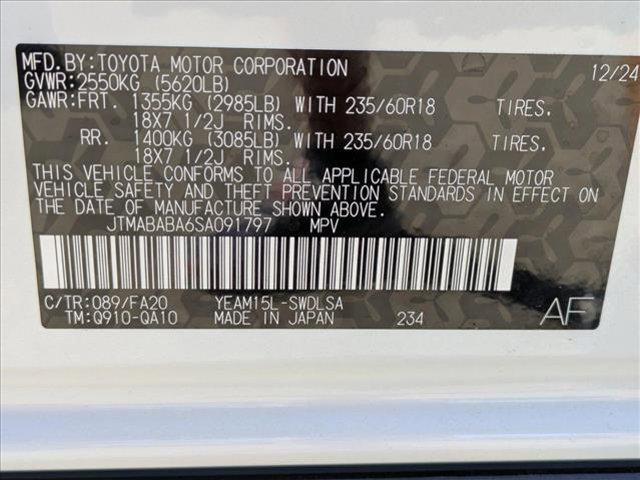 MFD.BY:TOYOTA MOTOR CORPORATION 12/24
GVWR:2550KG (5620LB)
GAWR:FRT. 1355KG (2985LB) WITH 235/60R18 TIRES.
18X7 1/2J RIMS.
RR. 1400KG (3085LB) WITH 235/60R18 TIRES.
18X7 1/2J RIMS.
THIS VEHICLE CONFORMS TO ALL APPLICABLE FEDERAL MOTOR
VEHICLE SAFETY AND THEFT PREVENTION STANDARDS IN EFFECT ON
THE DATE OF MANUFACTURE SHOWN ABOVE.
JTMABABA6SA091797 MPV
C/TR:089/FA20 YEAM15L-SWDLSA
TM:Q910-QA10 MADE IN JAPAN 234 AF